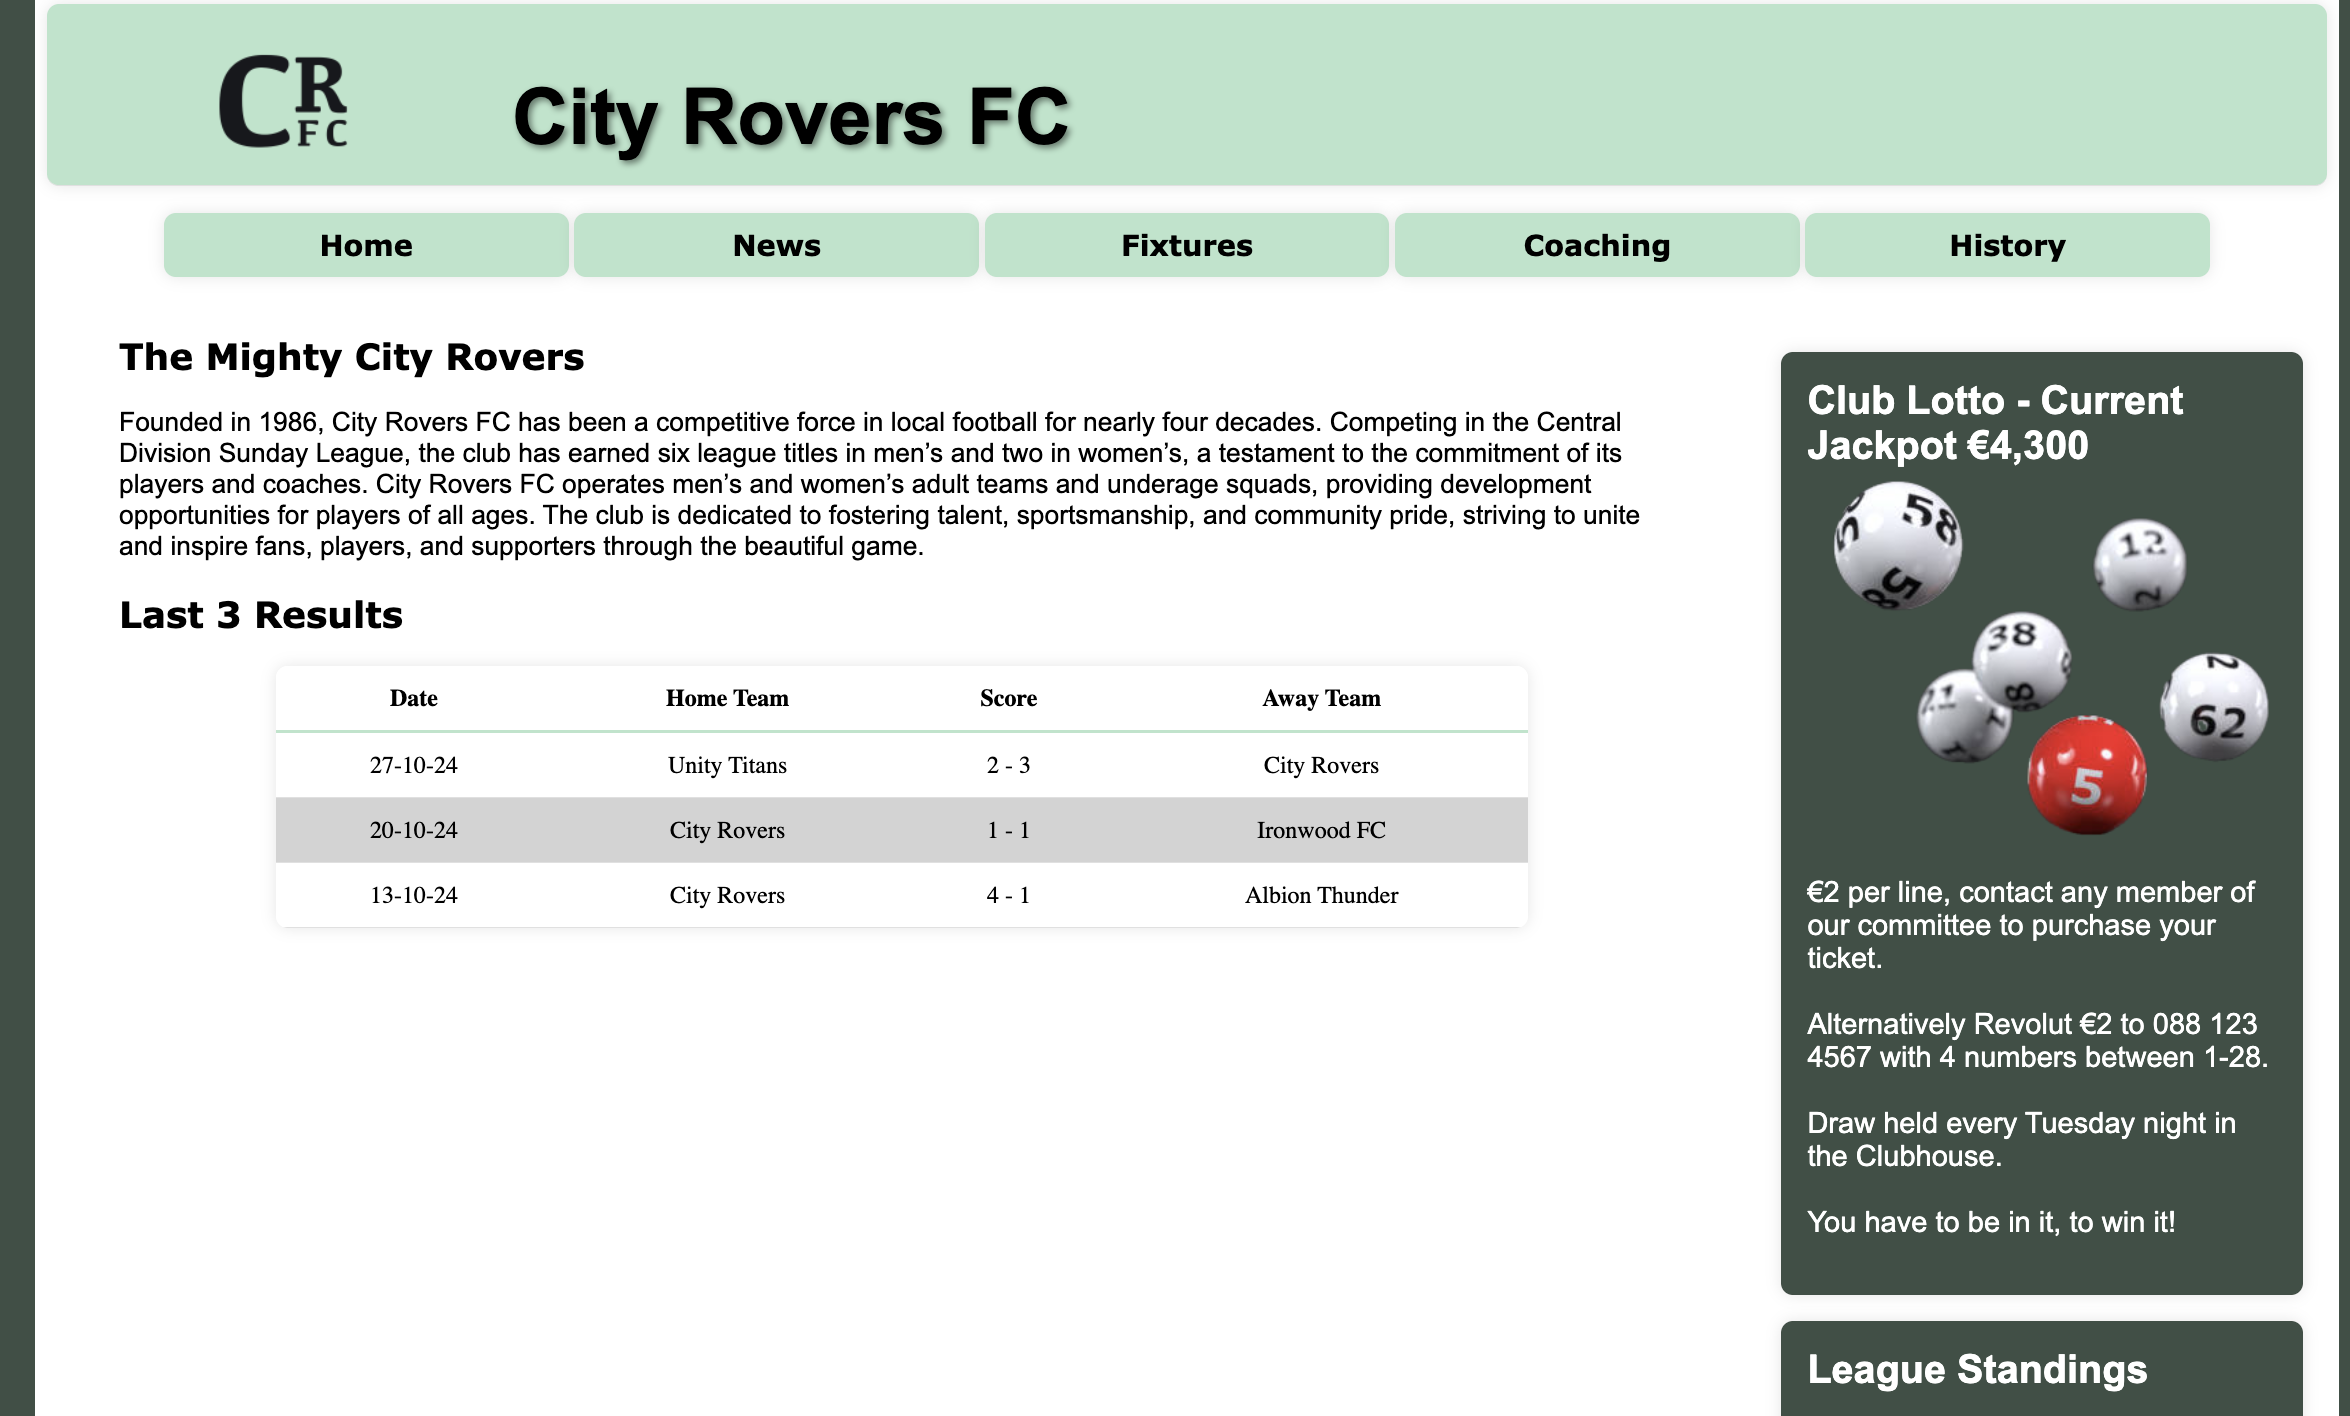 CR
FC
City Rovers FC
Home News Fixtures Coaching History
The Mighty City Rovers
Founded in 1986, City Rovers FC has been a competitive force in local football for nearly four decades. Competing in the Central
Division Sunday League, the club has earned six league titles in men’s and two in women’s, a testament to the commitment of its
players and coaches. City Rovers FC operates men’s and women’s adult teams and underage squads, providing development
opportunities for players of all ages. The club is dedicated to fostering talent, sportsmanship, and community pride, striving to unite
and inspire fans, players, and supporters through the beautiful game.
Last 3 Results
Date Home Team Score Away Team
27-10-24 Unity Titans 2 - 3 City Rovers
20-10-24 City Rovers 1 - 1 Ironwood FC
13-10-24 City Rovers 4 - 1 Albion Thunder
Club Lotto - Current
Jackpot €4,300
58
12
38
62
5
€2 per line, contact any member of
our committee to purchase your
ticket.
Alternatively Revolut €2 to 088 123
4567 with 4 numbers between 1-28.
Draw held every Tuesday night in
the Clubhouse.
You have to be in it, to win it!
League Standings